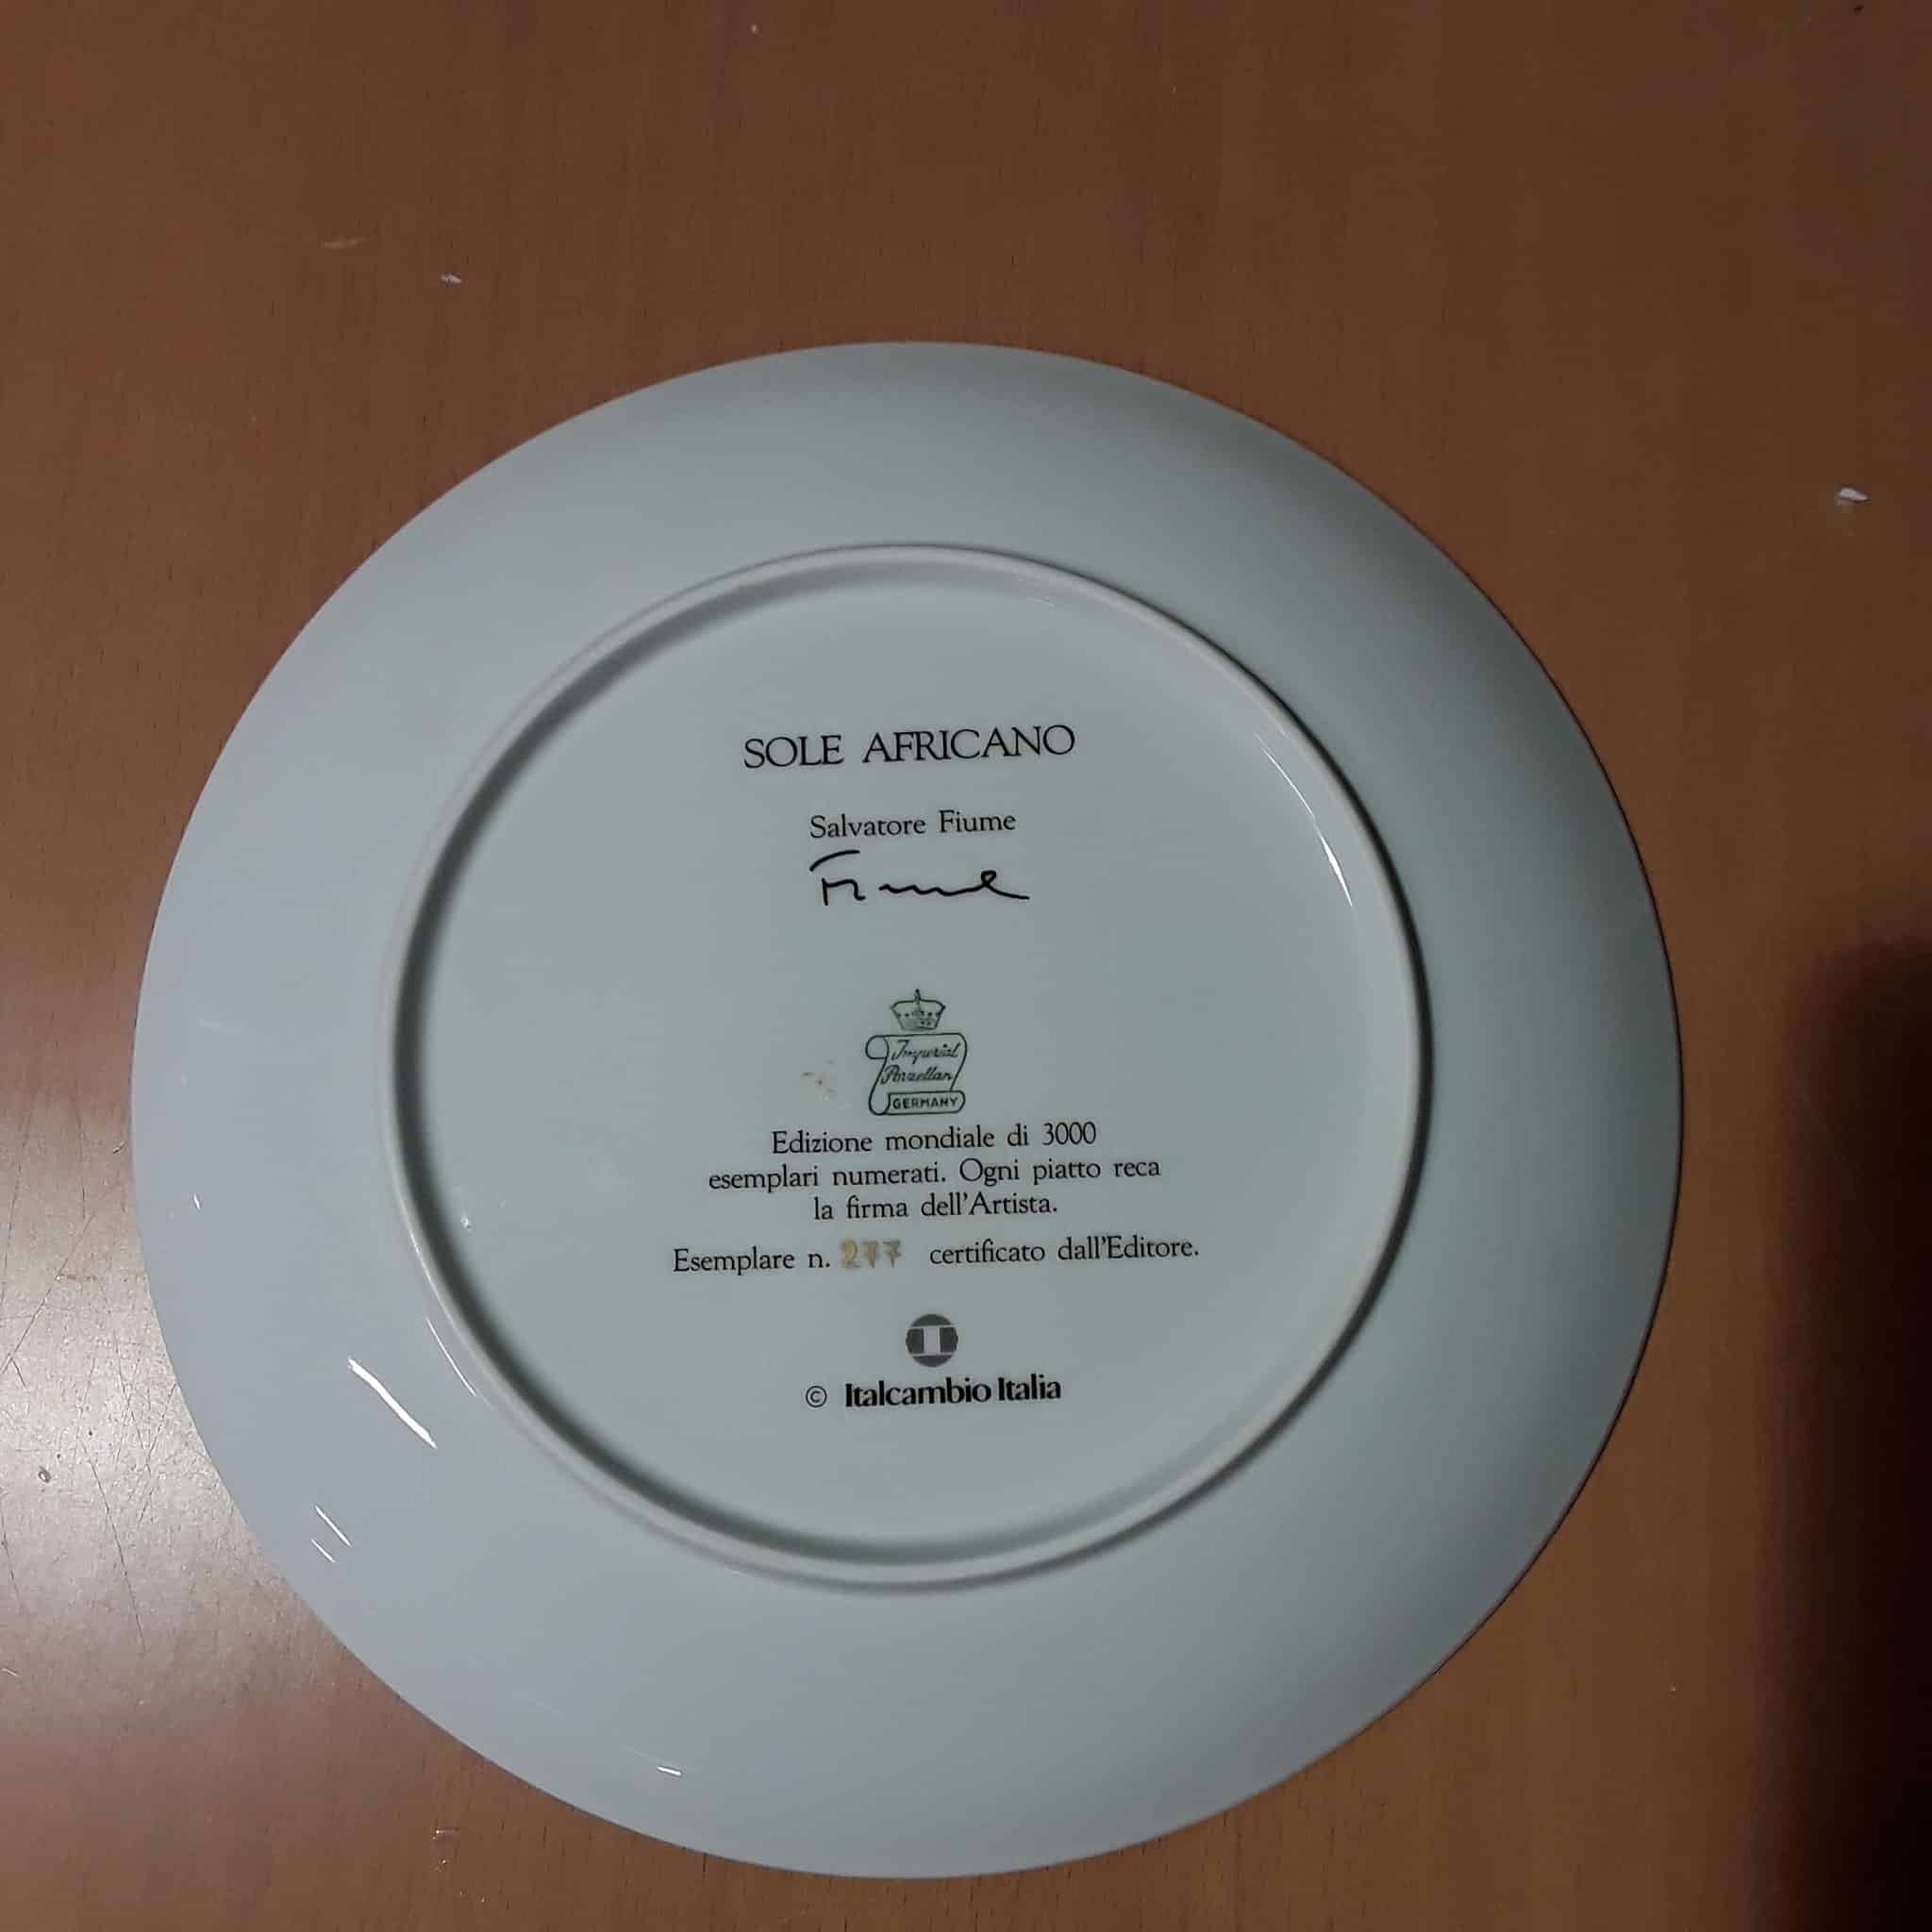 SOLE AFRICANO
Salvatore Fiume
Fiume
Imperial
Porzellan
GERMANY
Edizione mondiale di 3000
esemplari numerati. Ogni piatto reca
la firma dell'Artista.
Esemplare n. 277 certificato dall'Editore.
© Italcambio Italia